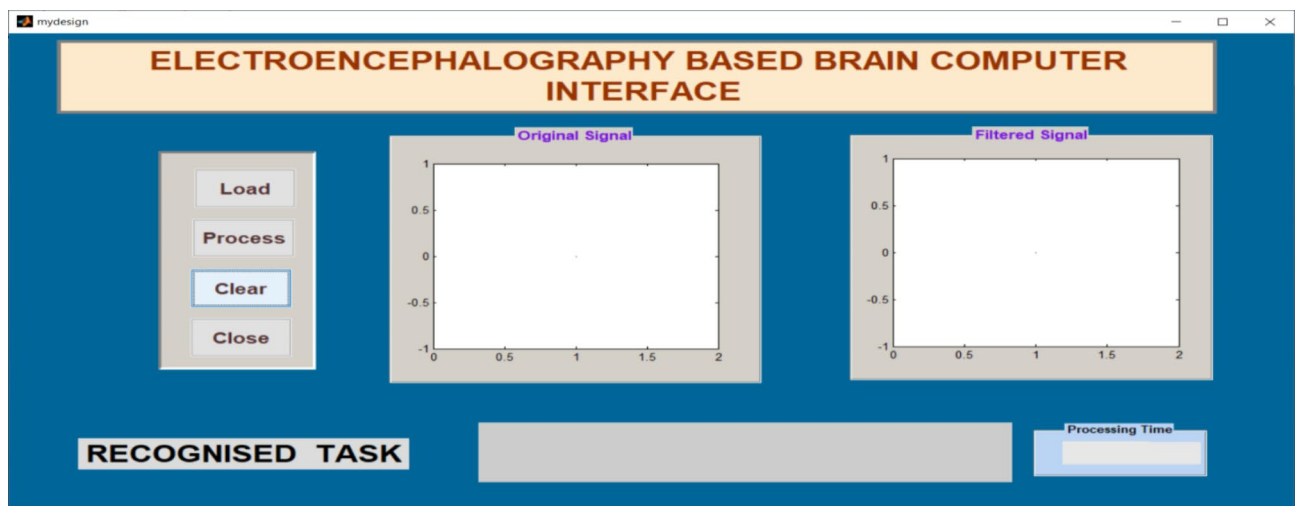 mydesign
ELECTROENCEPHALOGRAPHY BASED BRAIN COMPUTER
INTERFACE
Load
Process
Clear
Close
Original Signal
1
0.5
0
-0.5
-1
0 0.5 1 1.5 2
Filtered Signal
1
0.5
0
-0.5
-1
0 0.5 1 1.5 2
RECOGNISED TASK
Processing Time